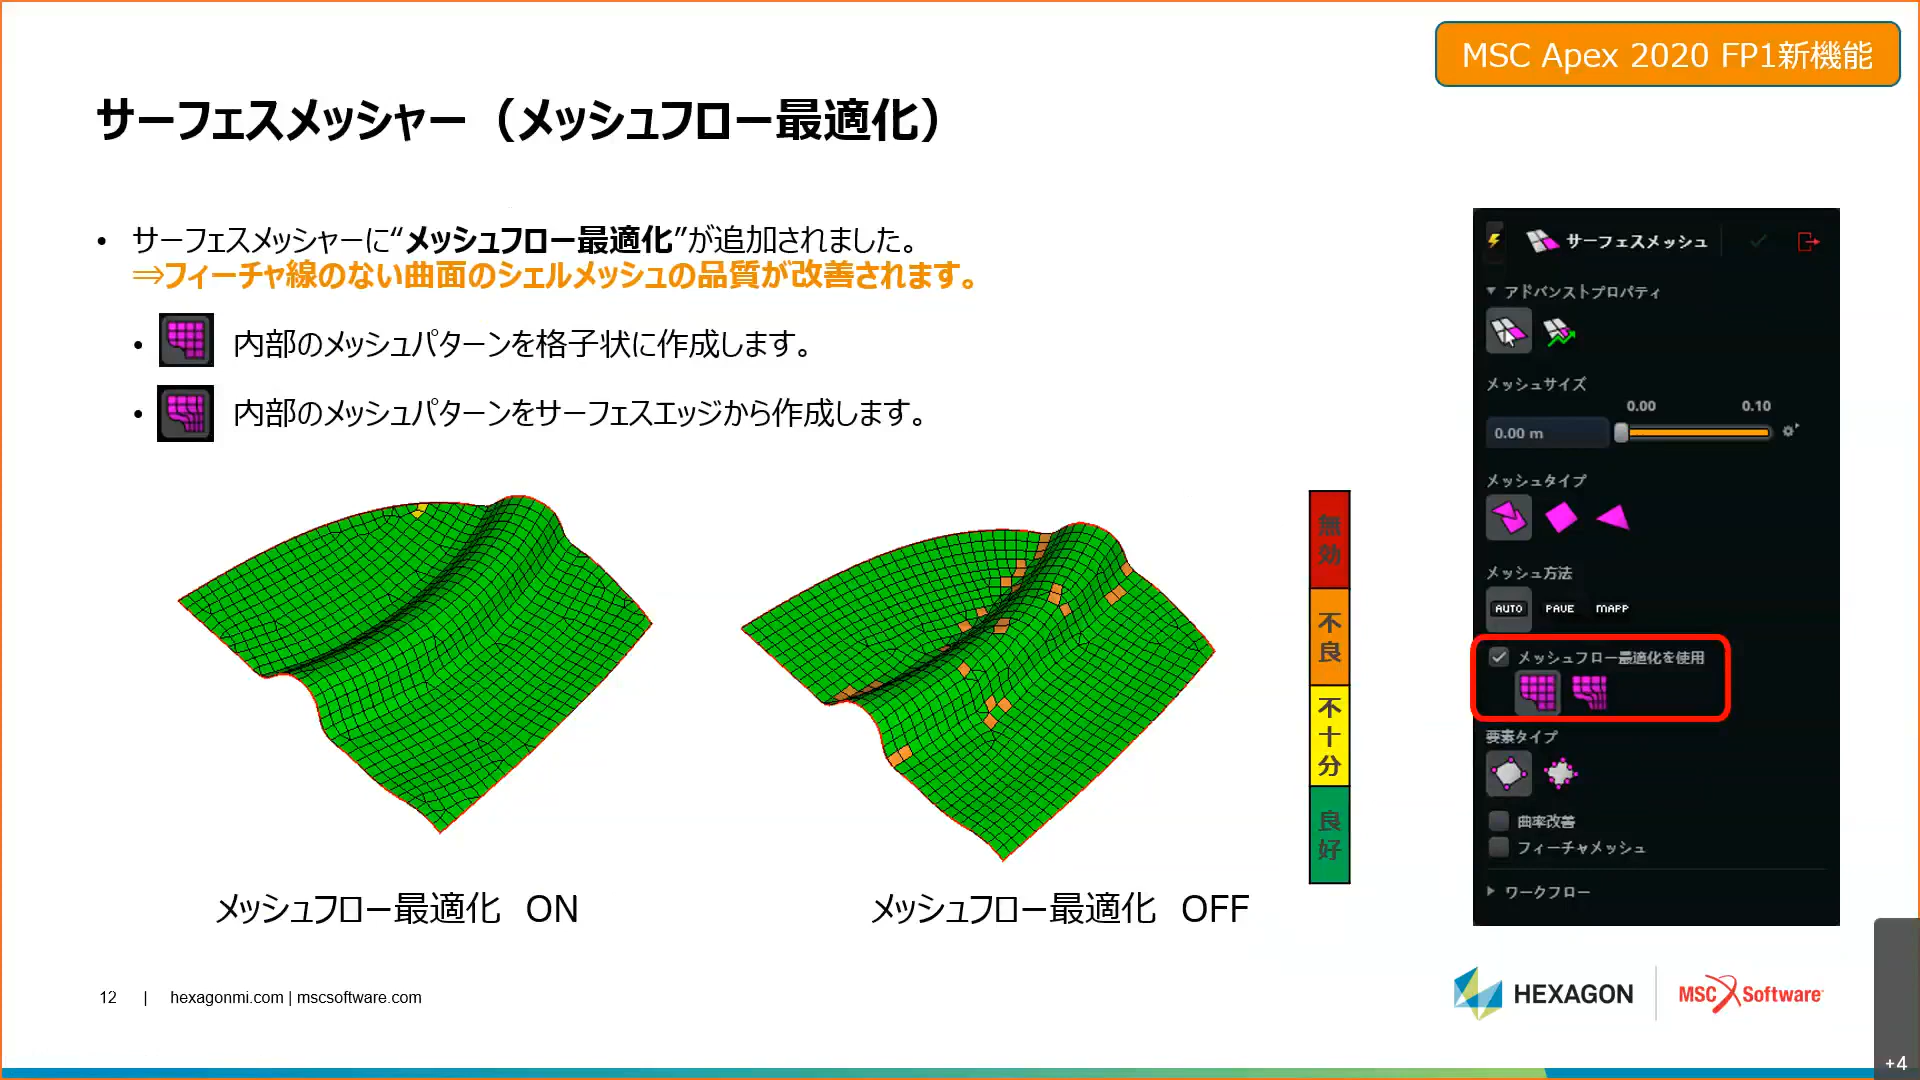 MSC Apex 2020 FP1新機能
サーフェスメッシャー（メッシュフロー最適化）
• サーフェスメッシャーに“メッシュフロー最適化”が追加されました。
⇒フィーチャ線のない曲面のシェルメッシュの品質が改善されます。
• 内部のメッシュパターンを格子状に作成します。
• 内部のメッシュパターンをサーフェスエッジから作成します。
無効
不良
不十分
良好
メッシュフロー最適化 ON
メッシュフロー最適化 OFF
サーフェスメッシュ
アドバンストプロパティ
メッシュサイズ
0.00 0.10
0.00 m
メッシュタイプ
メッシュ方法
AUTO PAVE MAPP
メッシュフロー最適化を使用
要素タイプ
曲率改善
フィーチャメッシュ
ワークフロー
12 | hexagonmi.com | mscsoftware.com
HEXAGON
MSC Software
+4